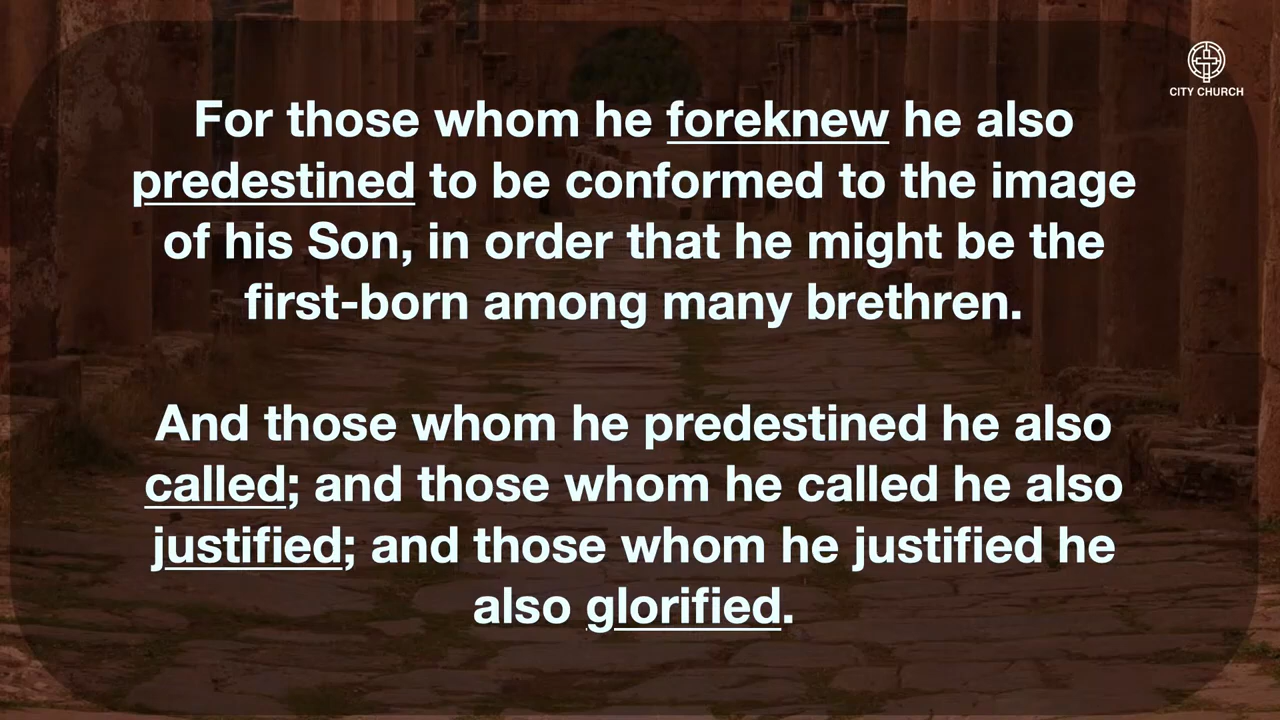 CITY CHURCH
For those whom he foreknew he also
predestined to be conformed to the image
of his Son, in order that he might be the
first-born among many brethren.
And those whom he predestined he also
called; and those whom he called he also
justified; and those whom he justified he
also glorified.